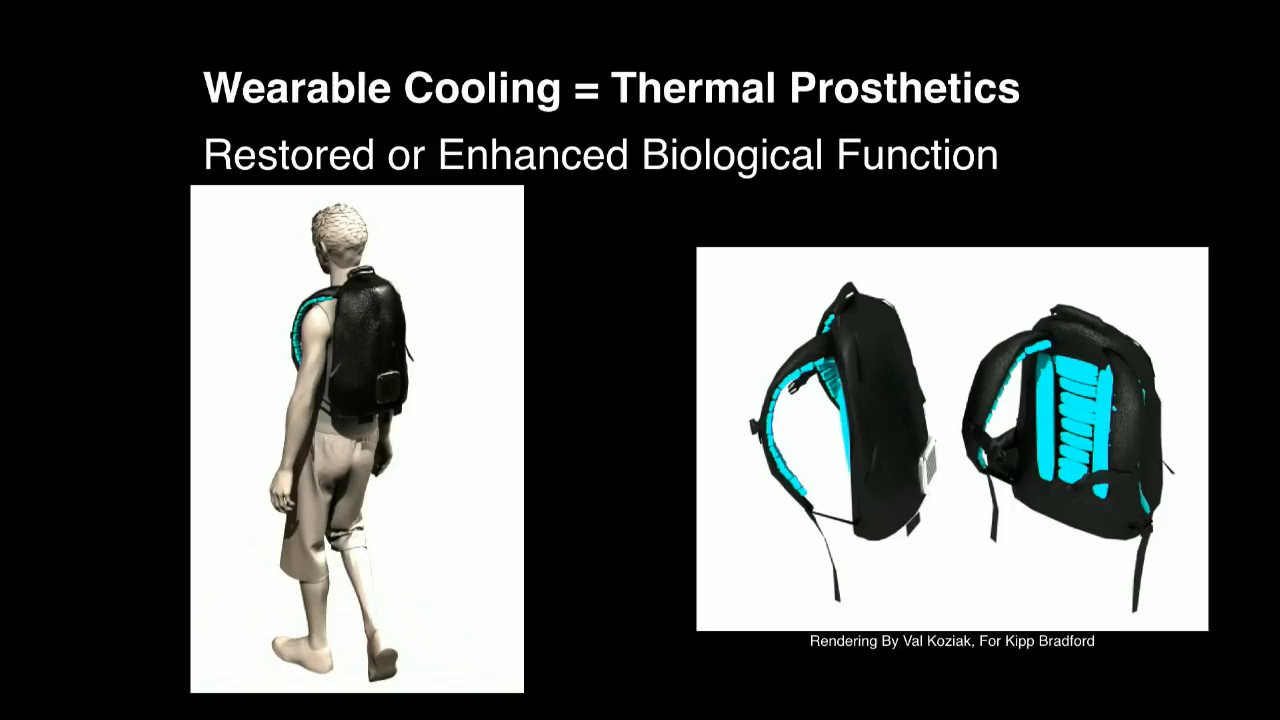 Wearable Cooling = Thermal Prosthetics
Restored or Enhanced Biological Function
Rendering By Val Koziak, For Kipp Bradford